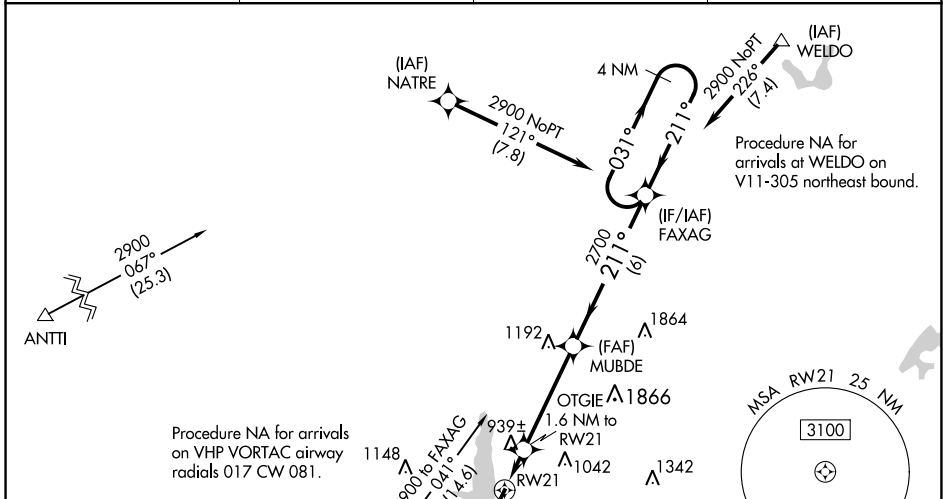 (IAF)
WELDO
2900 NoPT
226°
(7.4)
4 NM
(IAF)
NATRE
2900 NoPT
121°
(7.8)
031°
211°
Procedure NA for
arrivals at WELDO on
V11-305 northeast bound.
(IF/IAF)
FAXAG
2700
211°
(6)
2900
067°
(25.3)
ANTTI
1192
1864
(FAF)
MUBDE
OTGIE
1866
1.6 NM to
RW21
939±
MSA RW21 25 NM
3100
Procedure NA for arrivals
on VHP VORTAC airway
radials 017 CW 081.
1148
900 to FAXAG
041°
(14.6)
1042
1342
RW21